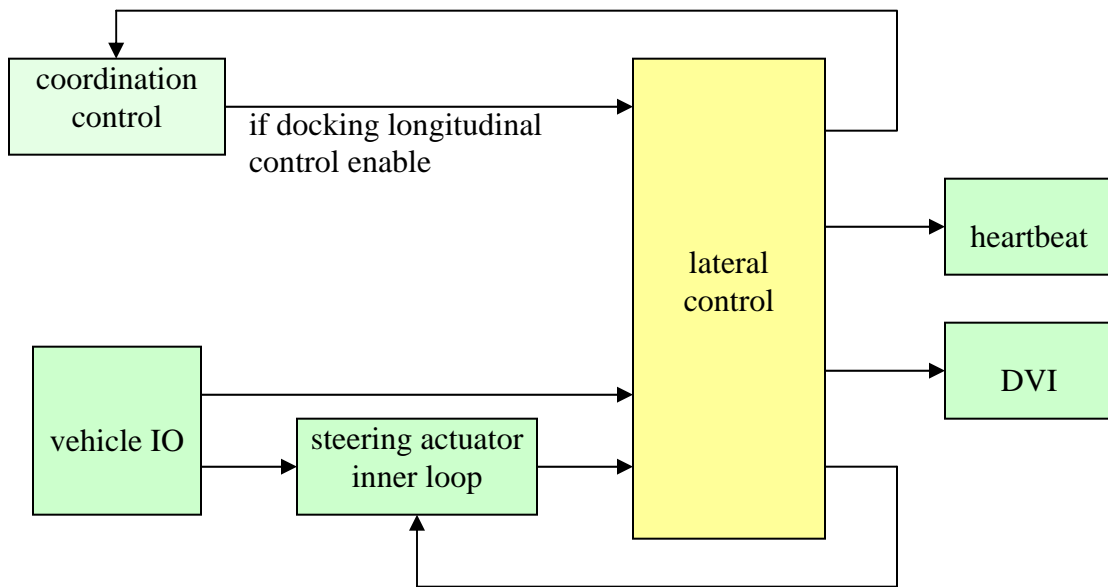 coordination
control
if docking longitudinal
control enable
heartbeat
lateral
control
DVI
vehicle IO
steering actuator
inner loop